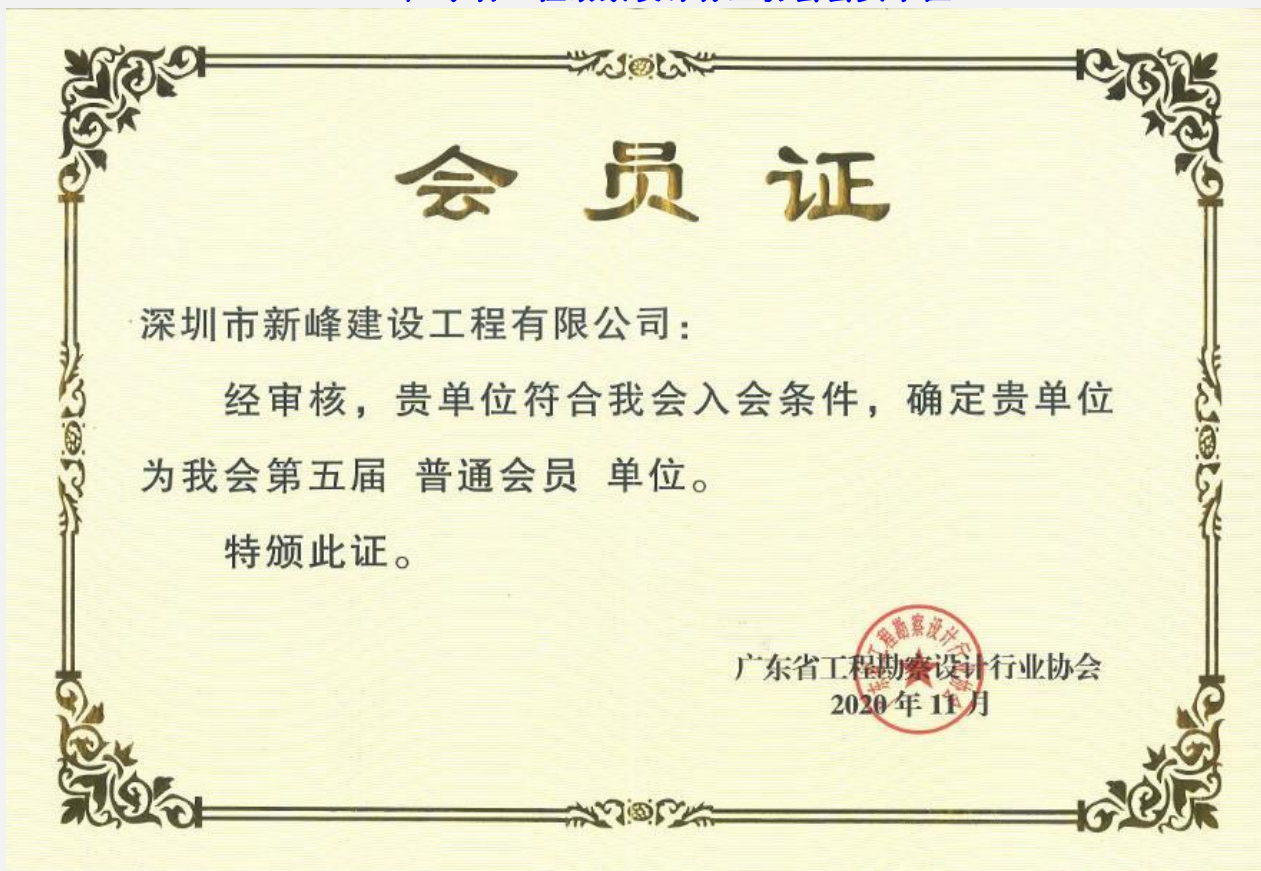 会员证
深圳市新峰建设工程有限公司：
经审核，贵单位符合我会入会条件，确定贵单位
为我会第五届 普通会员 单位。
特颁此证。
广东省工程勘察设计行业协会
2020年11月